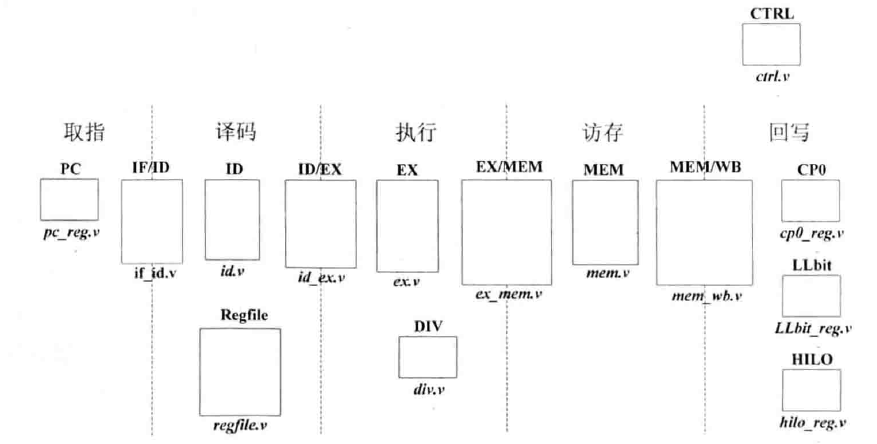 CTRL
ctrl.v
取指 译码 执行 访存 回写
PC IF/ID ID ID/EX EX EX/MEM MEM MEM/WB CP0
pc_reg.v if_id.v id.v id_ex.v ex.v ex_mem.v mem.v mem_wb.v cp0_reg.v
LLbit
LLbit_reg.v
Regfile DIV
regfile.v div.v
HILO
hilo_reg.v